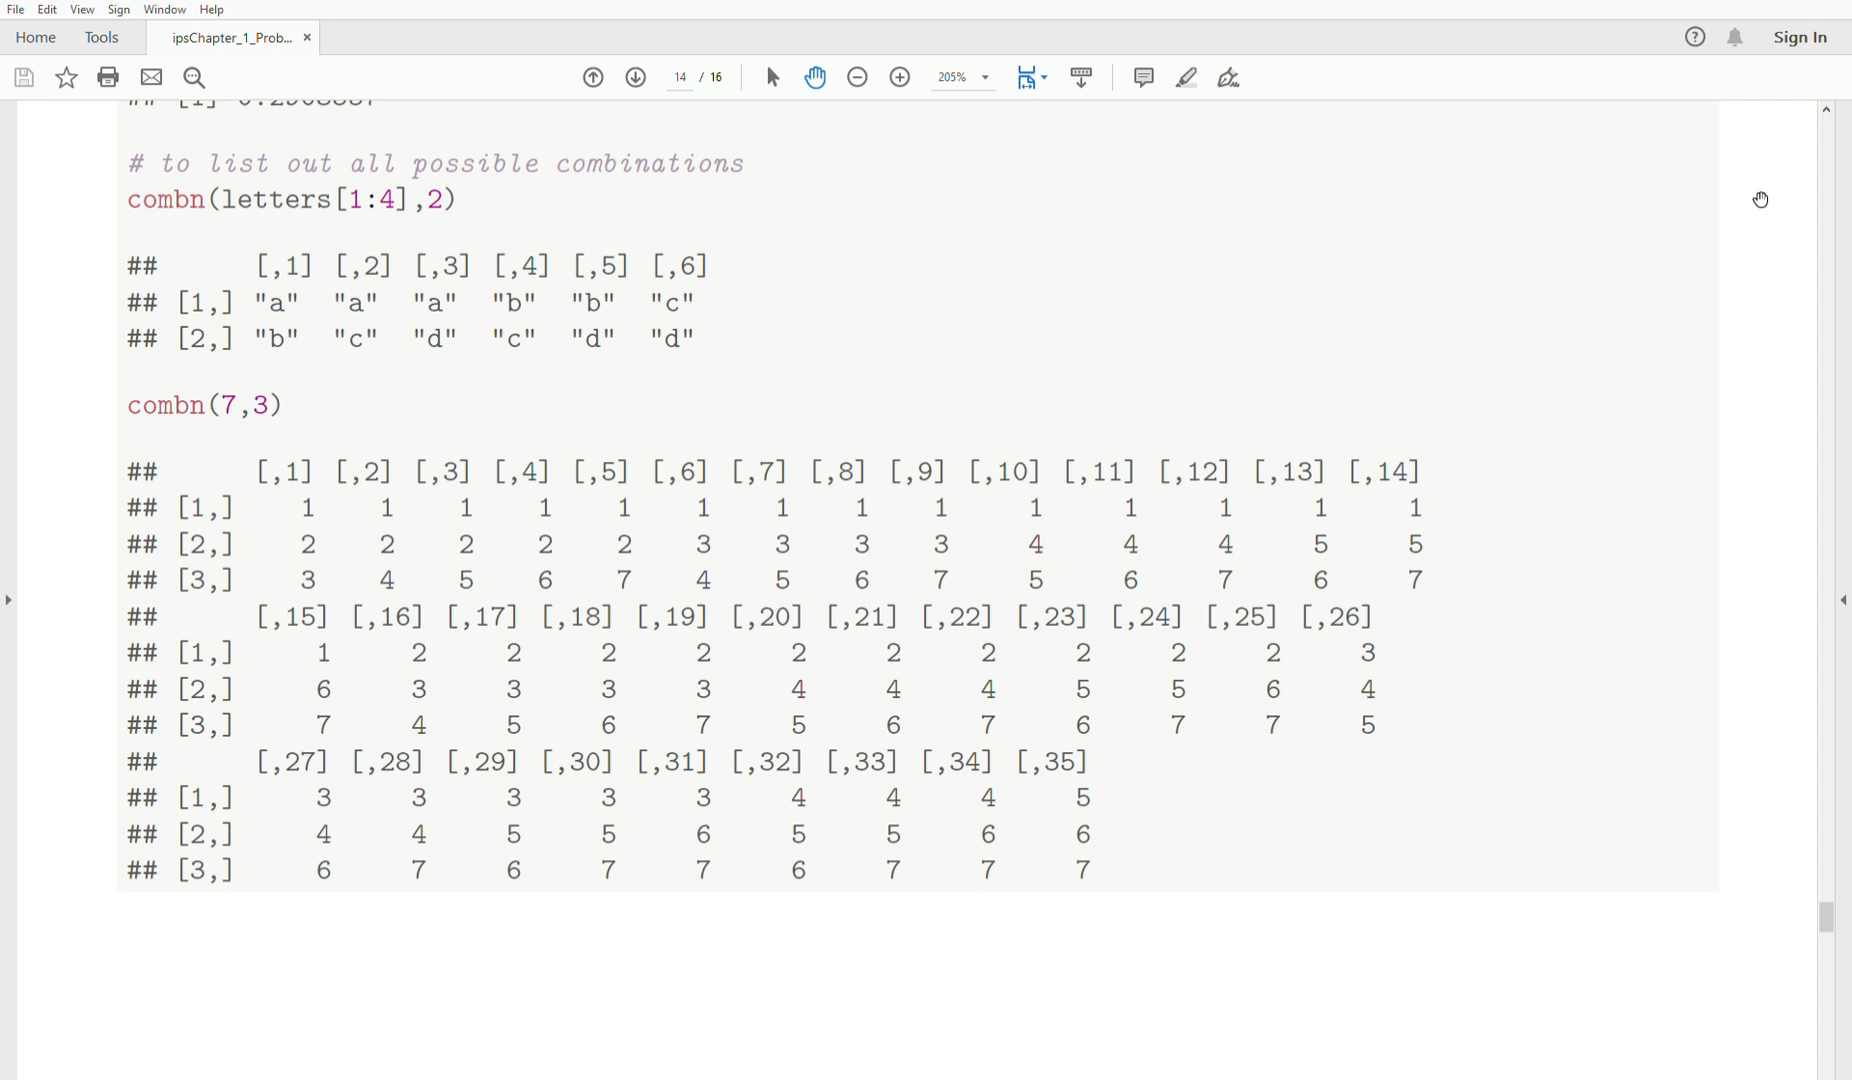 File Edit View Sign Window Help
Home Tools ipsChapter_1_Prob... × Sign In
14 / 16 205%
# to list out all possible combinations
combn(letters[1:4],2)
## [,1] [,2] [,3] [,4] [,5] [,6]
## [1,] "a" "a" "a" "b" "b" "c"
## [2,] "b" "c" "d" "c" "d" "d"
combn(7,3)
## [,1] [,2] [,3] [,4] [,5] [,6] [,7] [,8] [,9] [,10] [,11] [,12] [,13] [,14]
## [1,] 1 1 1 1 1 1 1 1 1 1 1 1 1 1
## [2,] 2 2 2 2 2 3 3 3 3 4 4 4 5 5
## [3,] 3 4 5 6 7 4 5 6 7 5 6 7 6 7
## [,15] [,16] [,17] [,18] [,19] [,20] [,21] [,22] [,23] [,24] [,25] [,26]
## [1,] 1 2 2 2 2 2 2 2 2 2 2 3
## [2,] 6 3 3 3 3 4 4 4 5 5 6 4
## [3,] 7 4 5 6 7 5 6 7 6 7 7 5
## [,27] [,28] [,29] [,30] [,31] [,32] [,33] [,34] [,35]
## [1,] 3 3 3 3 3 4 4 4 5
## [2,] 4 4 5 5 6 5 5 6 6
## [3,] 6 7 6 7 7 6 7 7 7